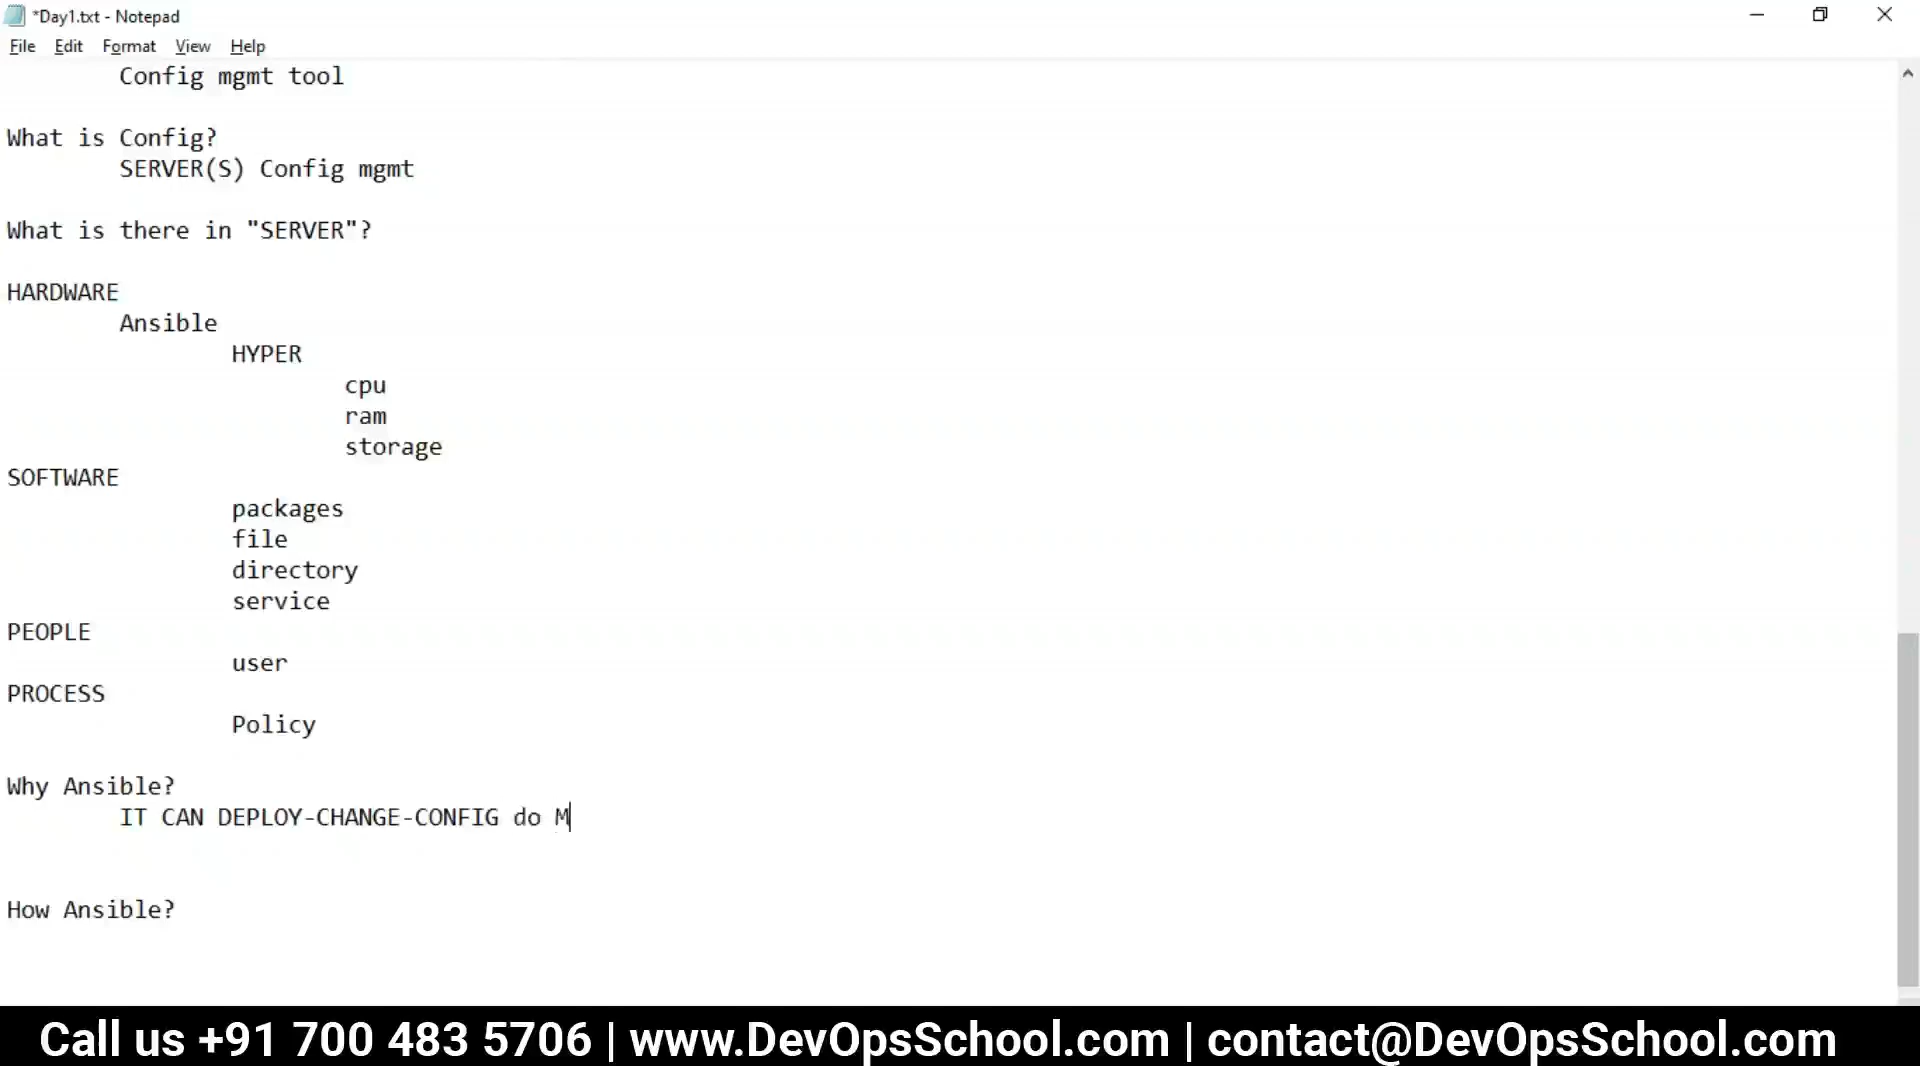 *Day1.txt - Notepad
File Edit Format View Help
Config mgmt tool
What is Config?
SERVER(S) Config mgmt
What is there in "SERVER"?
HARDWARE
Ansible
HYPER
cpu
ram
storage
SOFTWARE
packages
file
directory
service
PEOPLE
user
PROCESS
Policy
Why Ansible?
IT CAN DEPLOY-CHANGE-CONFIG do M
How Ansible?
Call us +91 700 483 5706 | www.DevOpsSchool.com | contact@DevOpsSchool.com